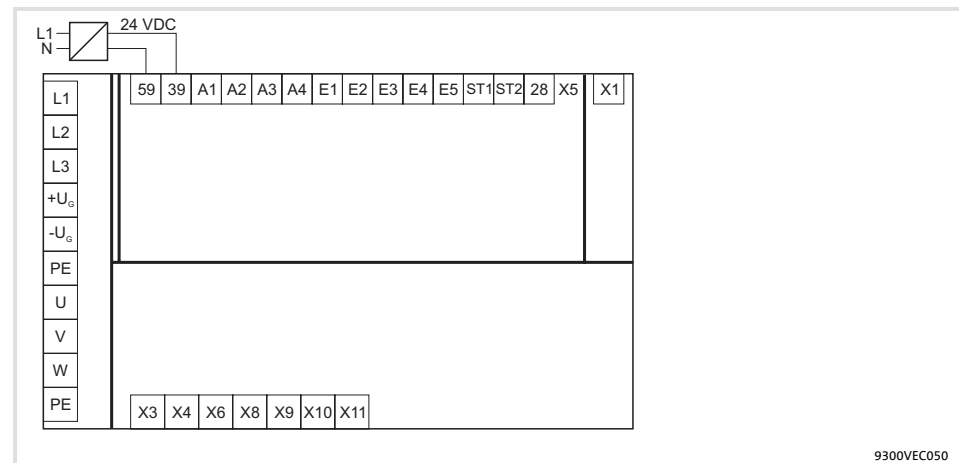 24 VDC
L1
N
59 39 A1 A2 A3 A4 E1 E2 E3 E4 E5 ST1 ST2 28 X5 X1
L1
L2
L3
+UG
-UG
PE
U
V
W
PE
X3 X4 X6 X8 X9 X10 X11
9300VEC050